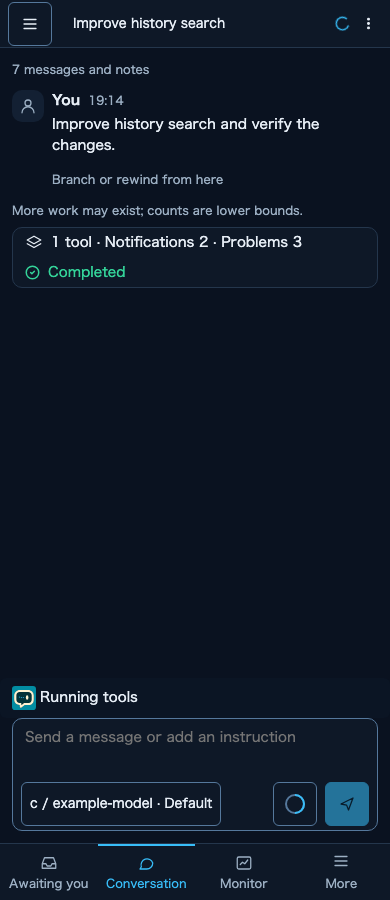 Improve history search
7 messages and notes
You 19:14
Improve history search and verify the
changes.
Branch or rewind from here
More work may exist; counts are lower bounds.
1 tool · Notifications 2 · Problems 3
Completed
Running tools
Send a message or add an instruction
c / example-model · Default
Awaiting you Conversation Monitor More